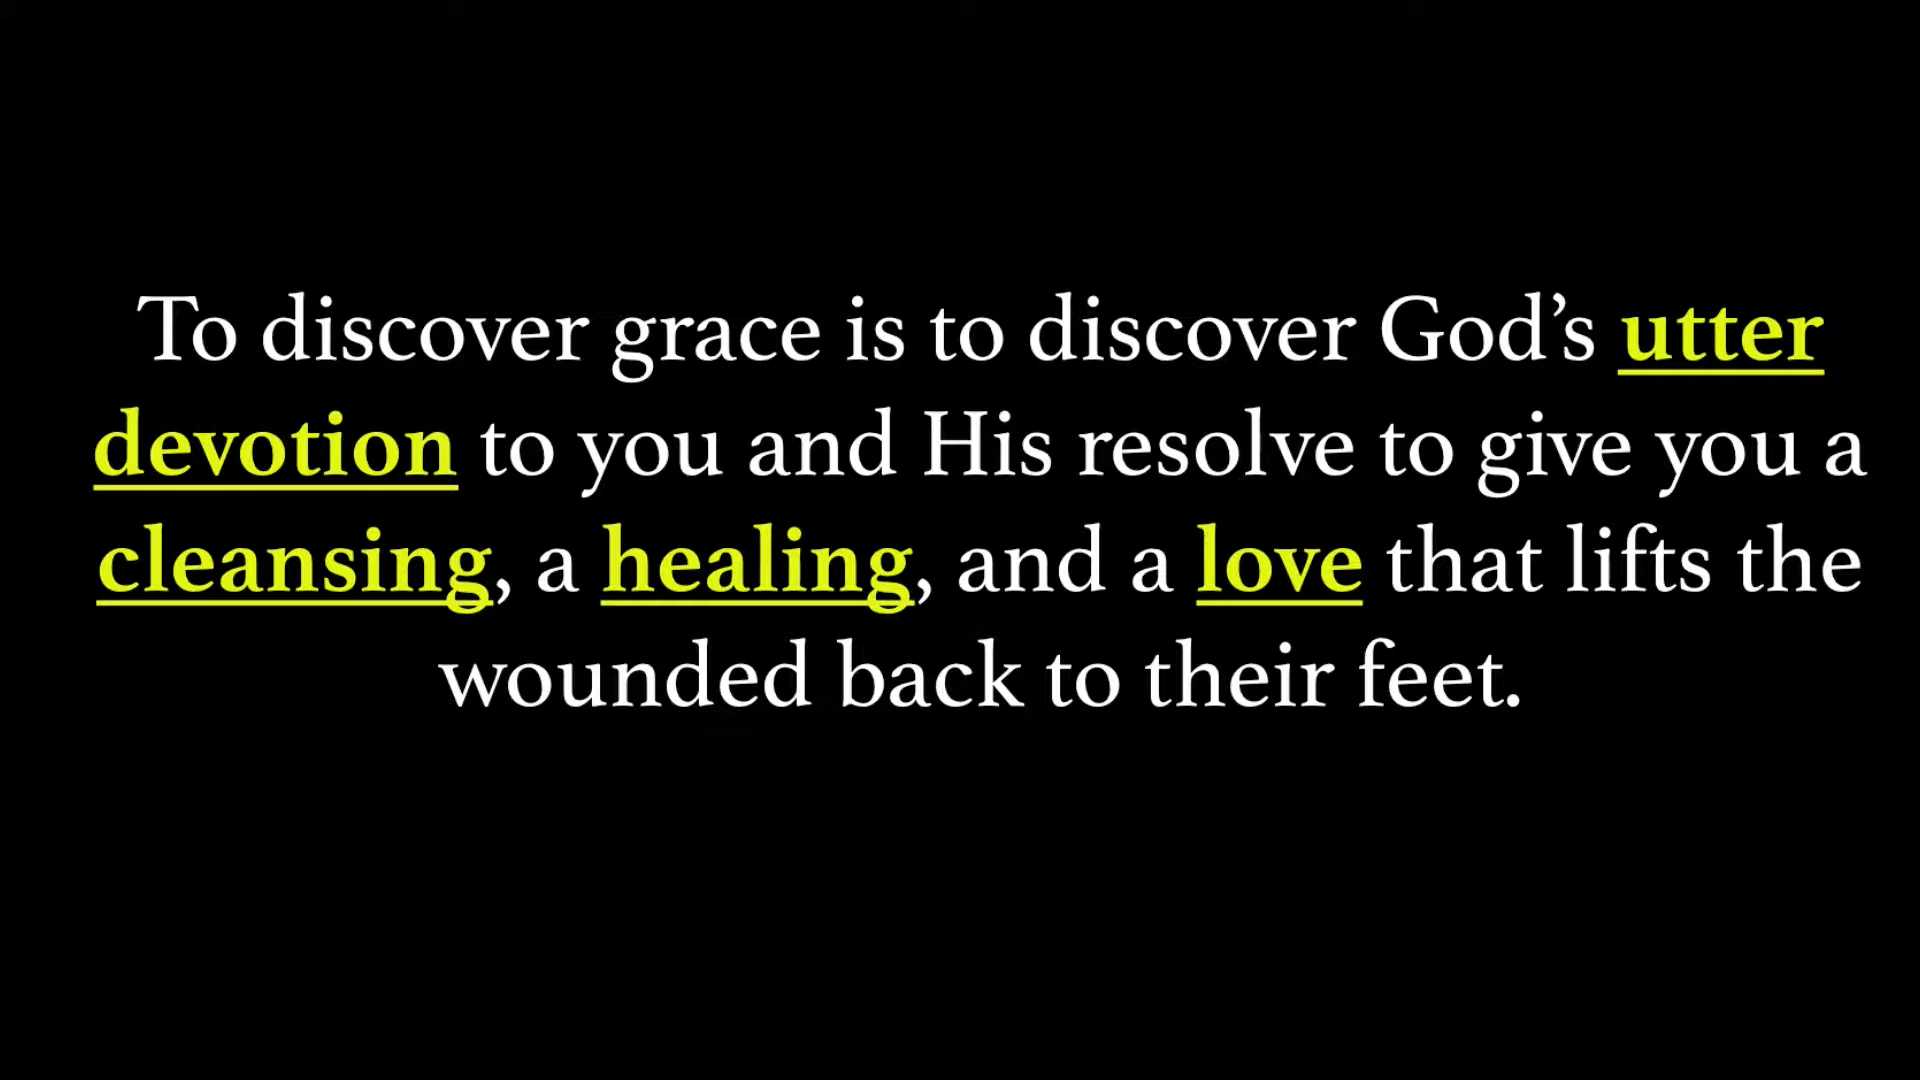 To discover grace is to discover God’s utter
devotion to you and His resolve to give you a
cleansing, a healing, and a love that lifts the
wounded back to their feet.